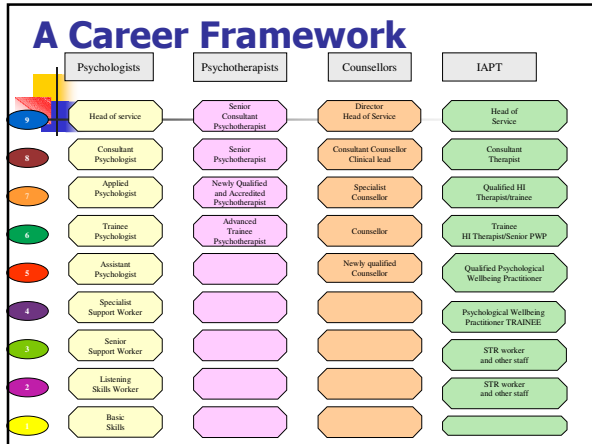 A Career Framework
Psychologists
Psychotherapists
Counsellors
IAPT
9
Head of service
Senior
Consultant
Psychotherapist
Director
Head of Service
Head of
Service
8
Consultant
Psychologist
Senior
Psychotherapist
Consultant Counsellor
Clinical lead
Consultant
Therapist
7
Applied
Psychologist
Newly Qualified
and Accredited
Psychotherapist
Specialist
Counsellor
Qualified HI
Therapist/trainee
6
Trainee
Psychologist
Advanced
Trainee
Psychotherapist
Counsellor
Trainee
HI Therapist/Senior PWP
5
Assistant
Psychologist
Newly qualified
Counsellor
Qualified Psychological
Wellbeing Practitioner
4
Specialist
Support Worker
Psychological Wellbeing
Practitioner TRAINEE
3
Senior
Support Worker
STR worker
and other staff
2
Listening
Skills Worker
STR worker
and other staff
1
Basic
Skills